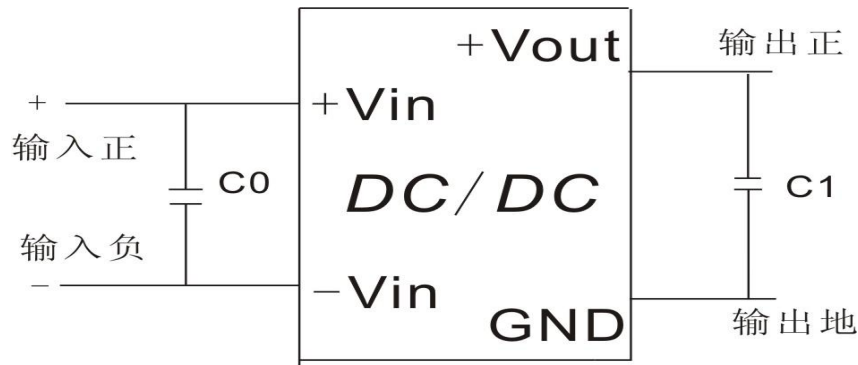 +Vout
输出正
+
+Vin
输入正
C0
DC/DC
C1
输入负
−
−Vin
GND
输出地